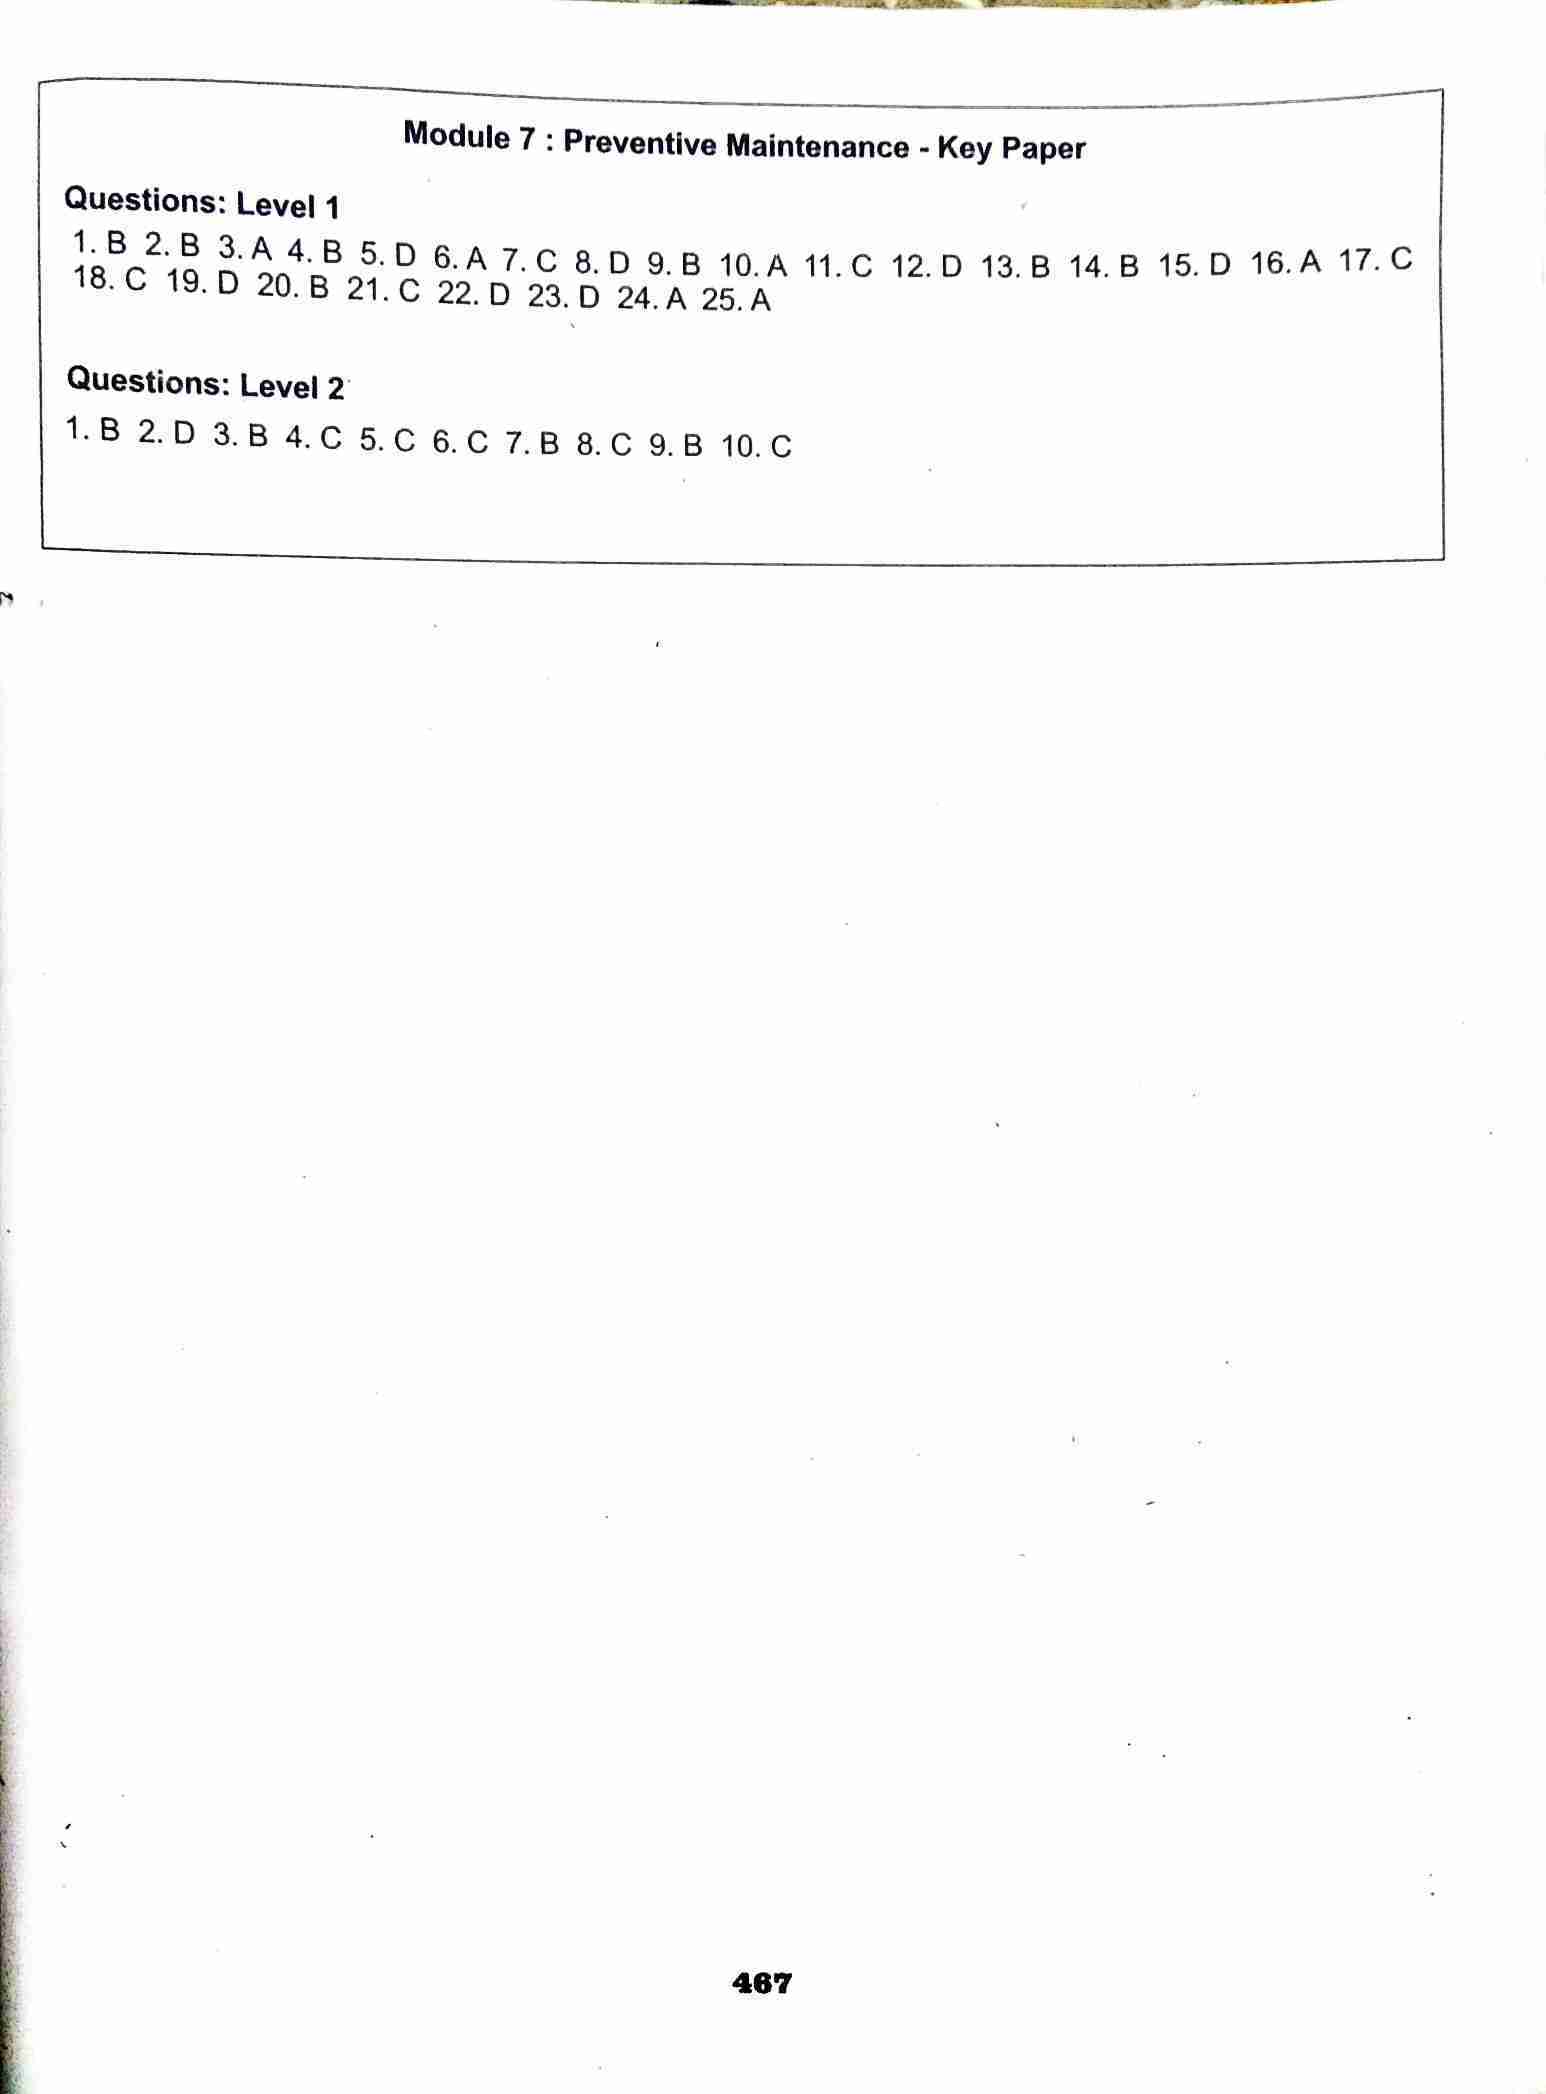 Module 7 : Preventive Maintenance - Key Paper
Questions: Level 1
1. B 2. B 3. A 4. B 5. D 6. A 7. C 8. D 9. B 10. A 11. C 12. D 13. B 14. B 15. D 16. A 17. C
18. C 19. D 20. B 21. C 22. D 23. D 24. A 25. A
Questions: Level 2
1. B 2. D 3. B 4. C 5. C 6. C 7. B 8. C 9. B 10. C
467